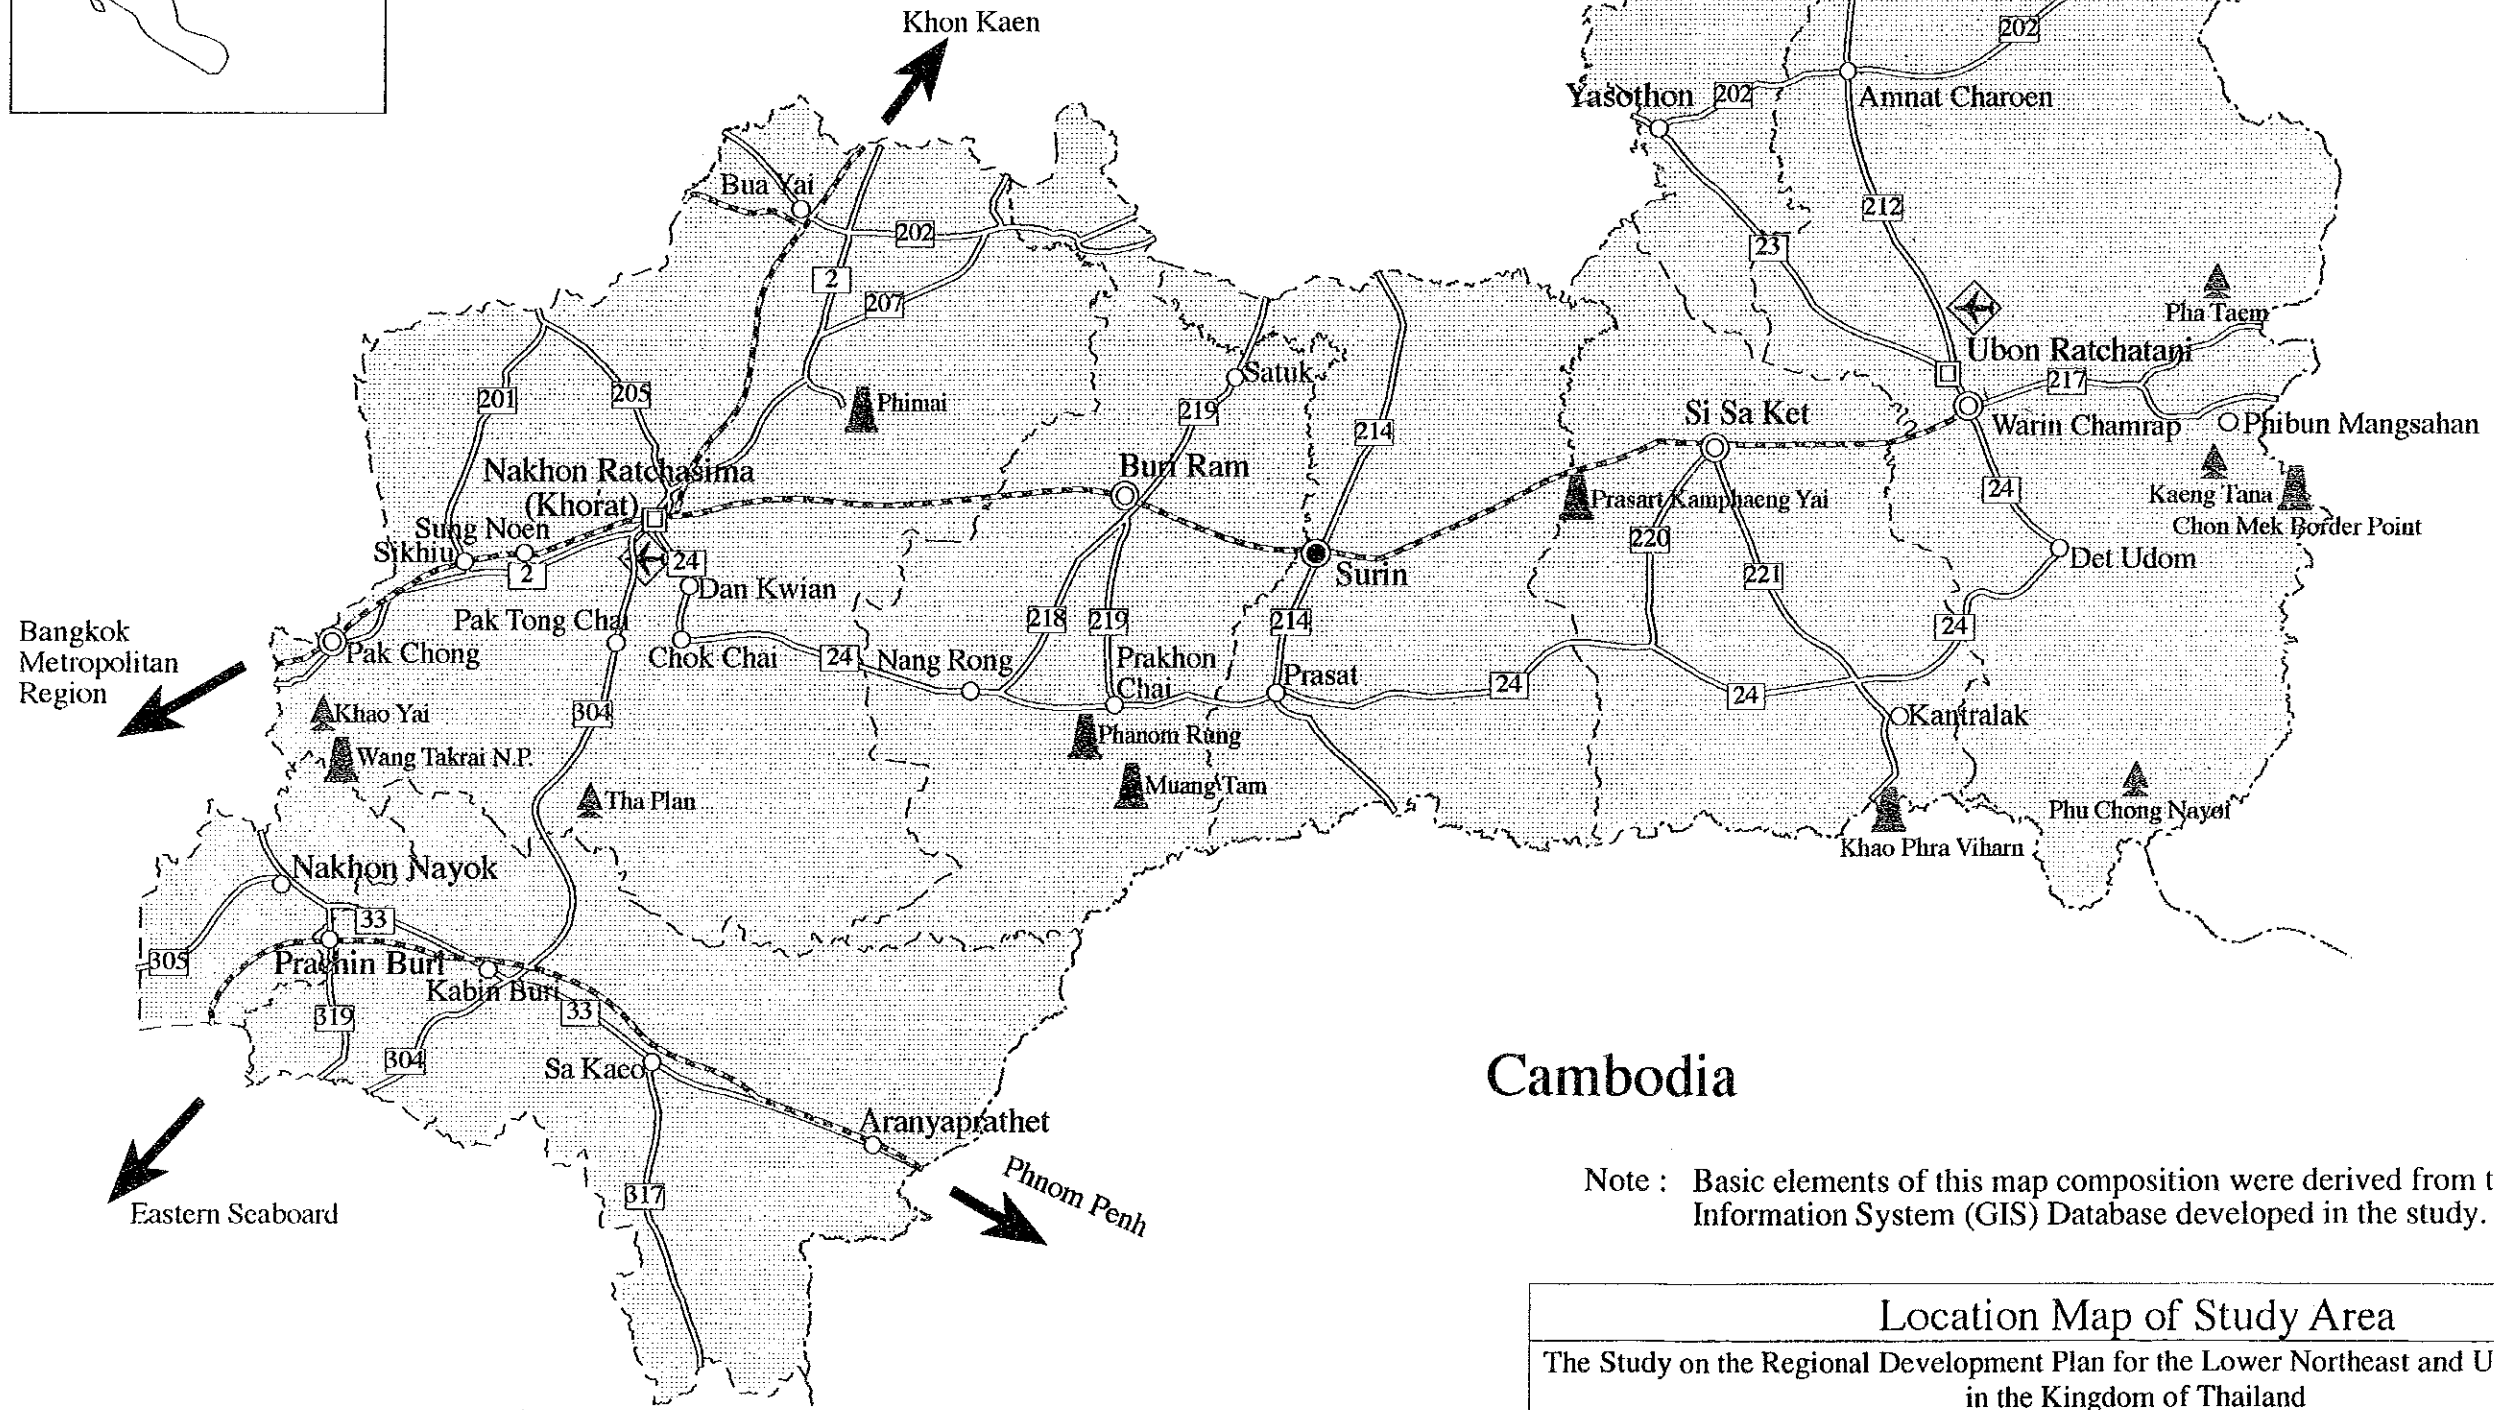 Khon Kaen
202
Yasothon
202
Amnat Charoen
Bua Yai
202
212
23
2
207
Pha Taem
Ubon Ratchatani
217
201
205
Phimai
Satuk
219
214
Si Sa Ket
Warin Chamrap
Phibun Mangsahan
Nakhon Ratchasima
(Khorat)
Buri Ram
Prasart Kamphaeng Yai
24
Kaeng Tana
Chon Mek Border Point
Sung Noen
Sikhiu
2
24
Dan Kwian
Surin
220
221
Det Udom
Bangkok
Metropolitan
Region
Pak Chong
Pak Tong Chai
Chok Chai
24
Nang Rong
218
219
Prakhon
Chai
214
Prasat
24
24
24
Kantralak
Khao Yai
Wang Takrai N.P.
304
Phanom Rung
Muang Tam
Tha Plan
Phu Chong Nayoi
Khao Phra Viharn
Nakhon Nayok
33
305
Prachin Buri
Kabin Buri
319
33
304
Sa Kaeo
Cambodia
Aranyaprathet
Phnom Penh
317
Eastern Seaboard
Note : Basic elements of this map composition were derived from t
Information System (GIS) Database developed in the study.
Location Map of Study Area
The Study on the Regional Development Plan for the Lower Northeast and U
in the Kingdom of Thailand